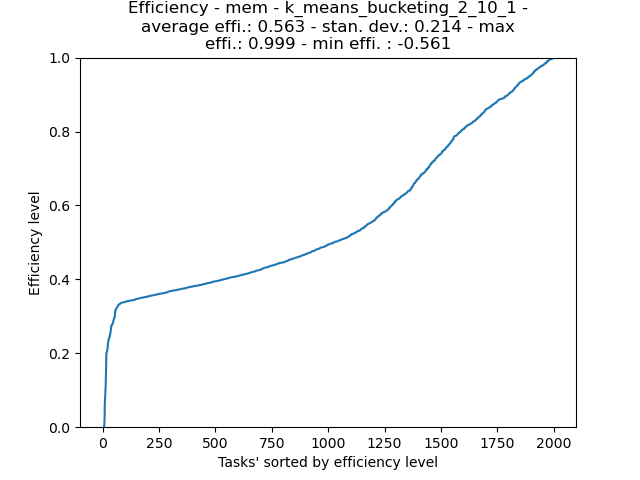 Efficiency - mem - k_means_bucketing_2_10_1 -
average effi.: 0.563 - stan. dev.: 0.214 - max
effi.: 0.999 - min effi. : -0.561
1.0
0.8
0.6
0.4
0.2
0.0
Efficiency level
0 250 500 750 1000 1250 1500 1750 2000
Tasks' sorted by efficiency level